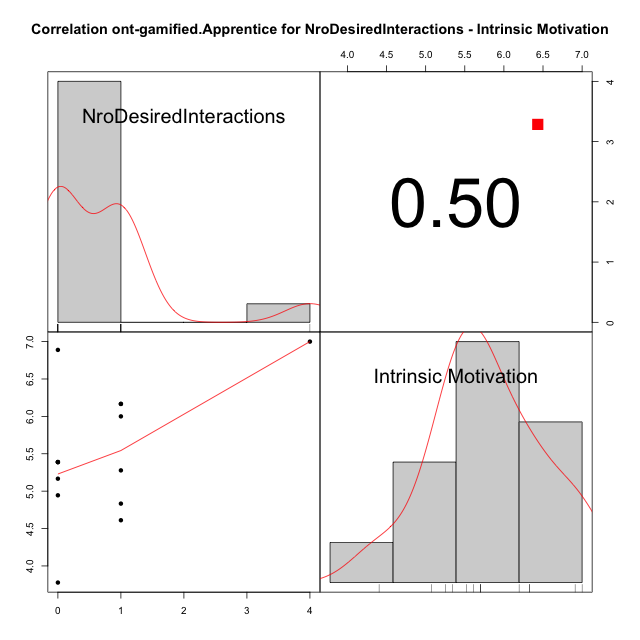 Correlation ont-gamified.Apprentice for NroDesiredInteractions - Intrinsic Motivation
4.0 4.5 5.0 5.5 6.0 6.5 7.0
NroDesiredInteractions
0.50
4
3
2
1
0
7.0
6.5
6.0
5.5
5.0
4.5
4.0
Intrinsic Motivation
0 1 2 3 4